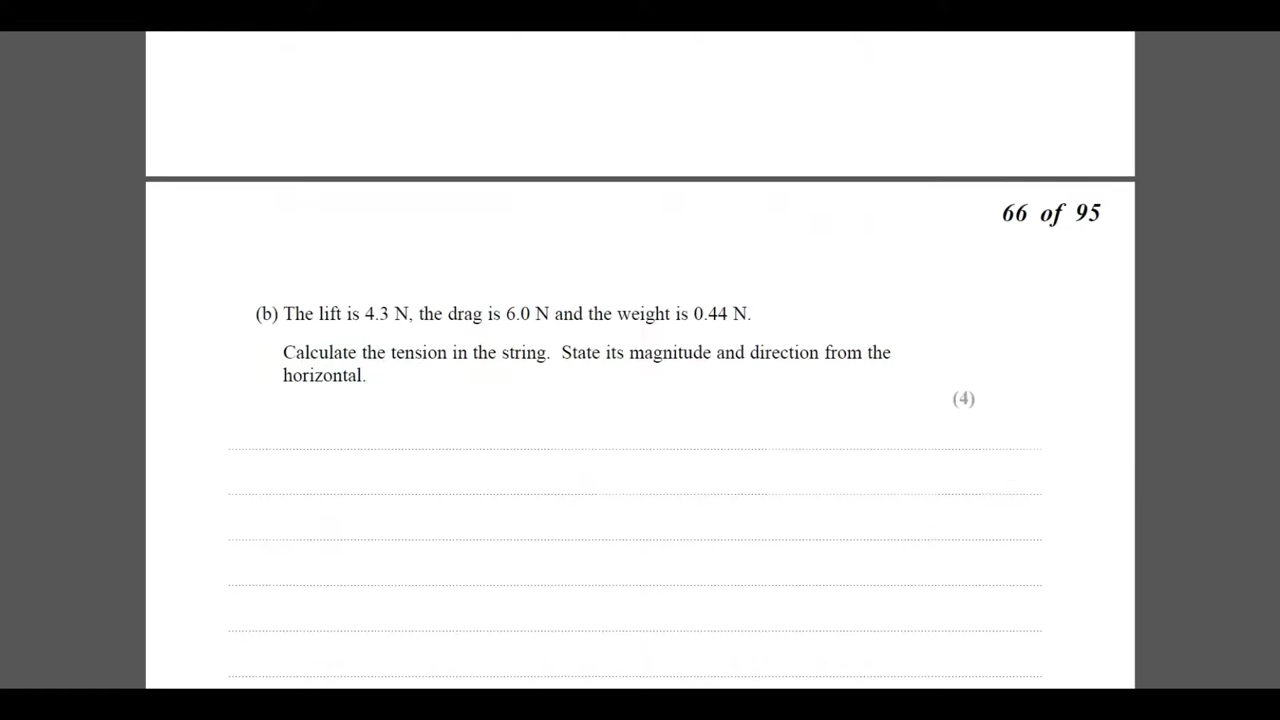 66 of 95
(b) The lift is 4.3 N, the drag is 6.0 N and the weight is 0.44 N.
Calculate the tension in the string. State its magnitude and direction from the
horizontal.
(4)